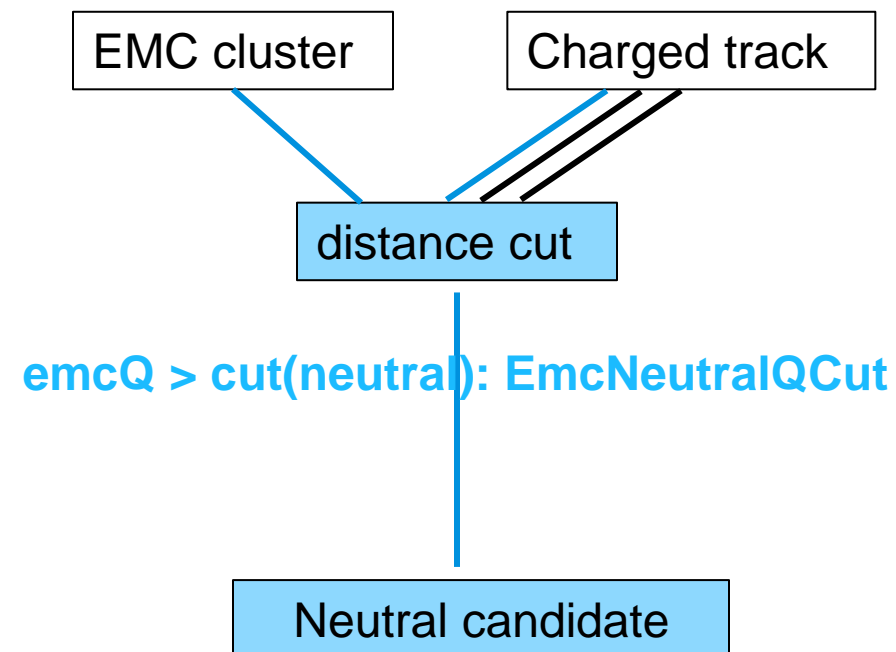 EMC cluster
Charged track
distance cut
emcQ > cut(neutral): EmcNeutralQCut
Neutral candidate